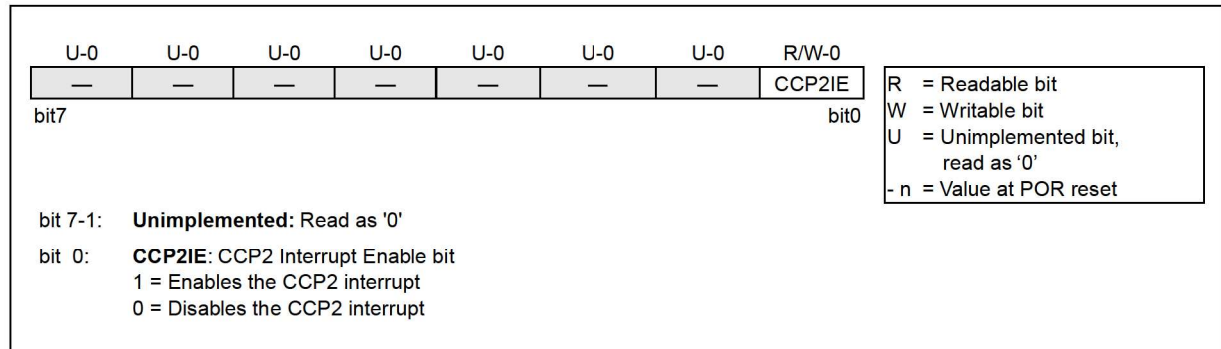 U-0 U-0 U-0 U-0 U-0 U-0 U-0 R/W-0
— — — — — — — CCP2IE
bit7 bit0
R = Readable bit
W = Writable bit
U = Unimplemented bit,
read as ‘0’
- n = Value at POR reset
bit 7-1: Unimplemented: Read as '0'
bit 0: CCP2IE: CCP2 Interrupt Enable bit
1 = Enables the CCP2 interrupt
0 = Disables the CCP2 interrupt